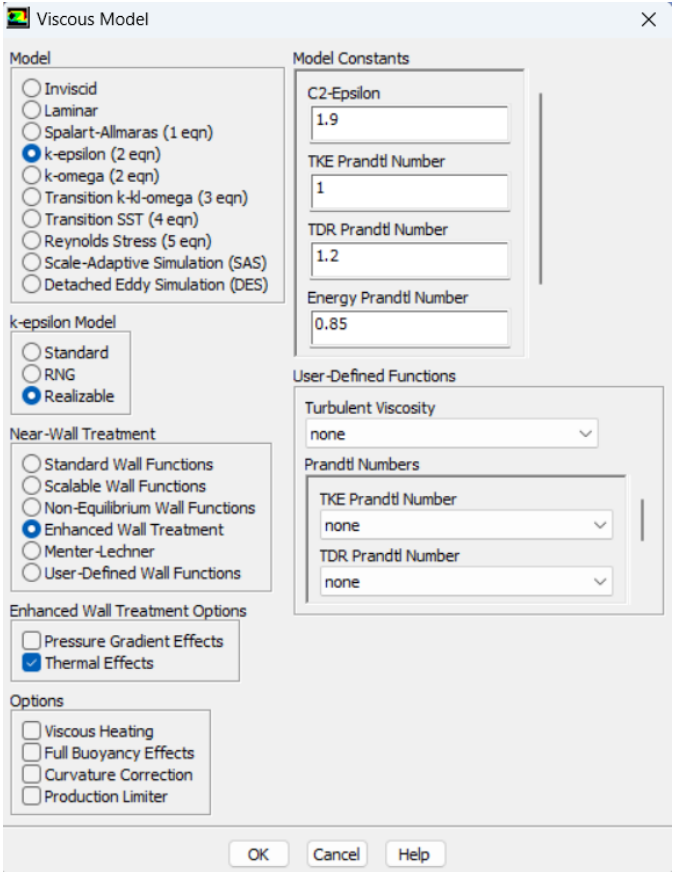 Viscous Model
Model
Inviscid
Laminar
Spalart-Allmaras (1 eqn)
k-epsilon (2 eqn)
k-omega (2 eqn)
Transition k-kl-omega (3 eqn)
Transition SST (4 eqn)
Reynolds Stress (5 eqn)
Scale-Adaptive Simulation (SAS)
Detached Eddy Simulation (DES)
k-epsilon Model
Standard
RNG
Realizable
Near-Wall Treatment
Standard Wall Functions
Scalable Wall Functions
Non-Equilibrium Wall Functions
Enhanced Wall Treatment
Menter-Lechner
User-Defined Wall Functions
Enhanced Wall Treatment Options
Pressure Gradient Effects
Thermal Effects
Options
Viscous Heating
Full Buoyancy Effects
Curvature Correction
Production Limiter
Model Constants
C2-Epsilon
1.9
TKE Prandtl Number
1
TDR Prandtl Number
1.2
Energy Prandtl Number
0.85
User-Defined Functions
Turbulent Viscosity
none
Prandtl Numbers
TKE Prandtl Number
none
TDR Prandtl Number
none
OK
Cancel
Help